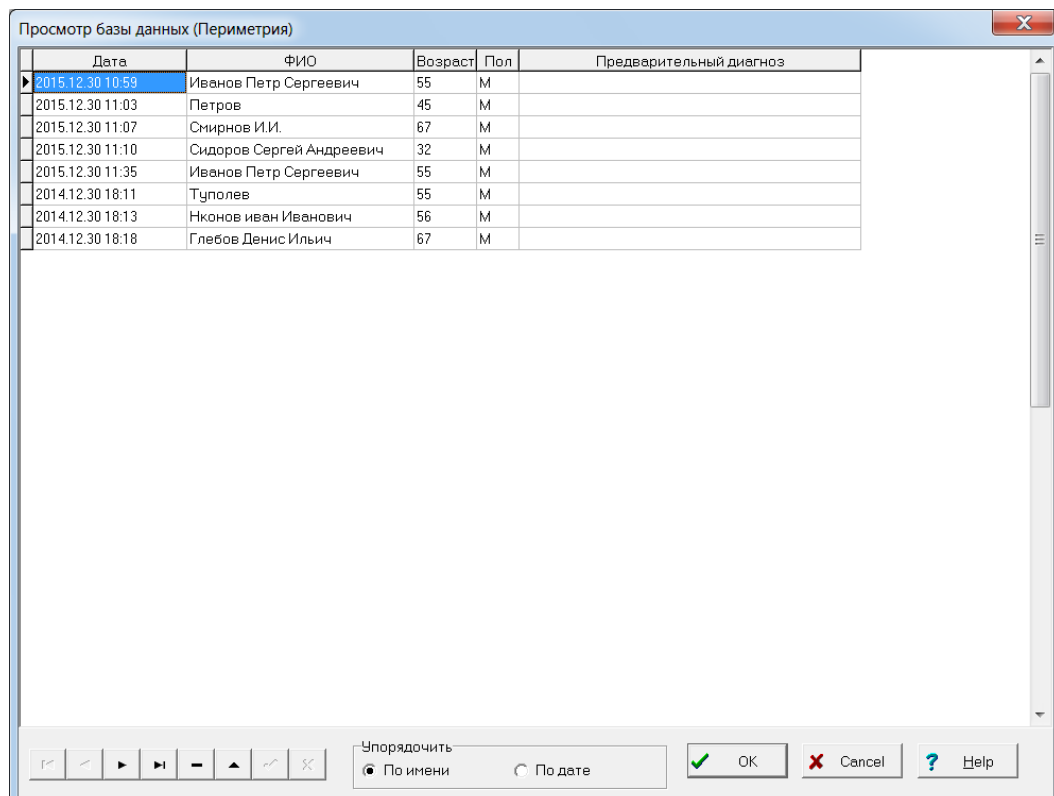 Просмотр базы данных (Периметрия)
Дата ФИО Возраст Пол Предварительный диагноз
2015.12.30 10:59 Иванов Петр Сергеевич 55 М
2015.12.30 11:03 Петров 45 М
2015.12.30 11:07 Смирнов И.И. 67 М
2015.12.30 11:10 Сидоров Сергей Андреевич 32 М
2015.12.30 11:35 Иванов Петр Сергеевич 55 М
2014.12.30 18:11 Туполев 55 М
2014.12.30 18:13 Нконов иван Иванович 56 М
2014.12.30 18:18 Глебов Денис Ильич 67 М
Упорядочить
По имени По дате OK Cancel ? Help